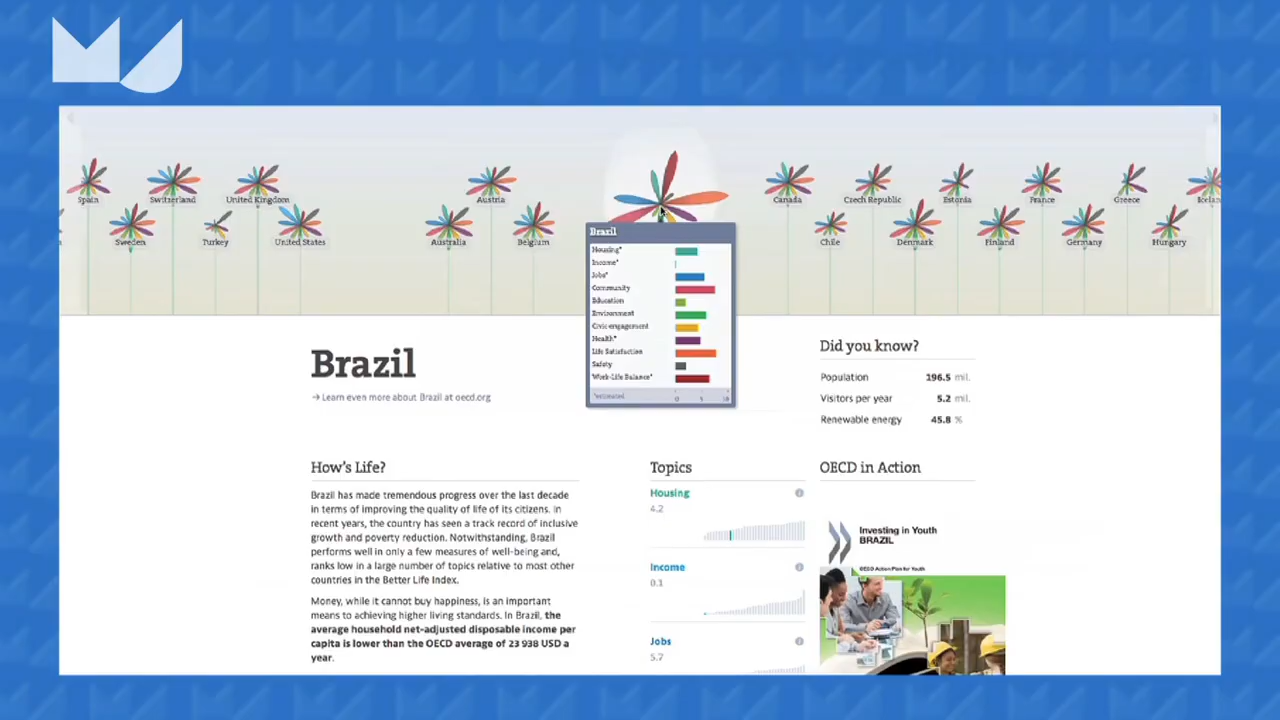 Spain
Switzerland
United Kingdom
Austria
Canada
Czech Republic
Estonia
France
Greece
Sweden
Turkey
United States
Australia
Belgium
Chile
Denmark
Finland
Germany
Hungary
Brazil
Housing*
Income*
Jobs*
Community
Education
Environment
Civic engagement
Health*
Life Satisfaction
Safety
Work-Life Balance*
*estimated
0 5 10
Brazil
→ Learn even more about Brazil at oecd.org
Did you know?
Population 196.5 mil.
Visitors per year 5.2 mil.
Renewable energy 45.8 %
How's Life?
Brazil has made tremendous progress over the last decade
in terms of improving the quality of life of its citizens. In
recent years, the country has seen a track record of inclusive
growth and poverty reduction. Notwithstanding, Brazil
performs well in only a few measures of well-being and,
ranks low in a large number of topics relative to most other
countries in the Better Life Index.
Money, while it cannot buy happiness, is an important
means to achieving higher living standards. In Brazil, the
average household net-adjusted disposable income per
capita is lower than the OECD average of 23 938 USD a
year.
Topics
Housing
4.2
Income
0.1
Jobs
5.7
OECD in Action
Investing in Youth
BRAZIL
OECD Action Plan for Youth